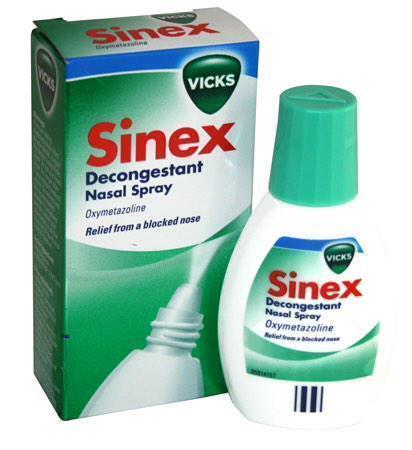 VICKS
Sinex
Oxymetazoline
VICKS
Sinex
Decongestant
Nasal Spray
Oxymetazoline
Relief from a blocked nose
VICKS
Sinex
Decongestant
Nasal Spray
Oxymetazoline
Relief from a blocked nose